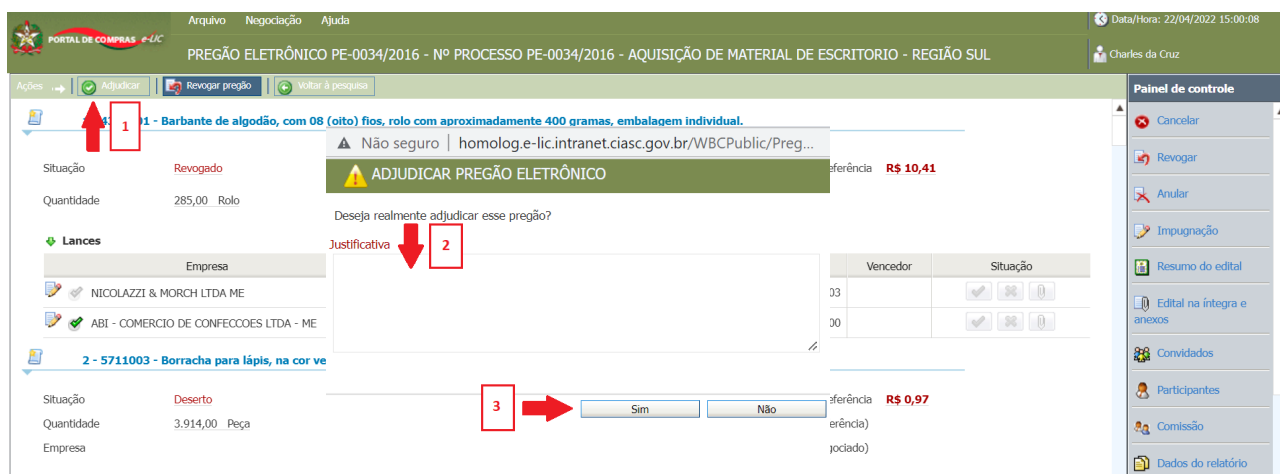 Arquivo Negociação Ajuda
Data/Hora: 22/04/2022 15:00:08
PORTAL DE COMPRAS e-LIC
PREGÃO ELETRÔNICO PE-0034/2016 - Nº PROCESSO PE-0034/2016 - AQUISIÇÃO DE MATERIAL DE ESCRITORIO - REGIÃO SUL
Charles da Cruz
Ações Adjudicar Revogar pregão Voltar à pesquisa
Painel de controle
1
01 - Barbante de algodão, com 08 (oito) fios, rolo com aproximadamente 400 gramas, embalagem individual.
Cancelar
Não seguro | homolog.e-lic.intranet.ciasc.gov.br/WBCPublic/Preg...
Revogar
Situação Revogado
ADJUDICAR PREGÃO ELETRÔNICO
eferência R$ 10,41
Anular
Quantidade 285,00 Rolo
Deseja realmente adjudicar esse pregão?
Impugnação
Lances
Justificativa
2
Resumo do edital
Empresa
Vencedor Situação
NICOLAZZI & MORCH LTDA ME
03
Edital na íntegra e
anexos
ABI - COMERCIO DE CONFECCOES LTDA - ME
00
Convidados
2 - 5711003 - Borracha para lápis, na cor ve
Participantes
Situação Deserto
3
Sim Não
eferência R$ 0,97
Quantidade 3.914,00 Peça
erência)
Comissão
Empresa
gociado)
Dados do relatório